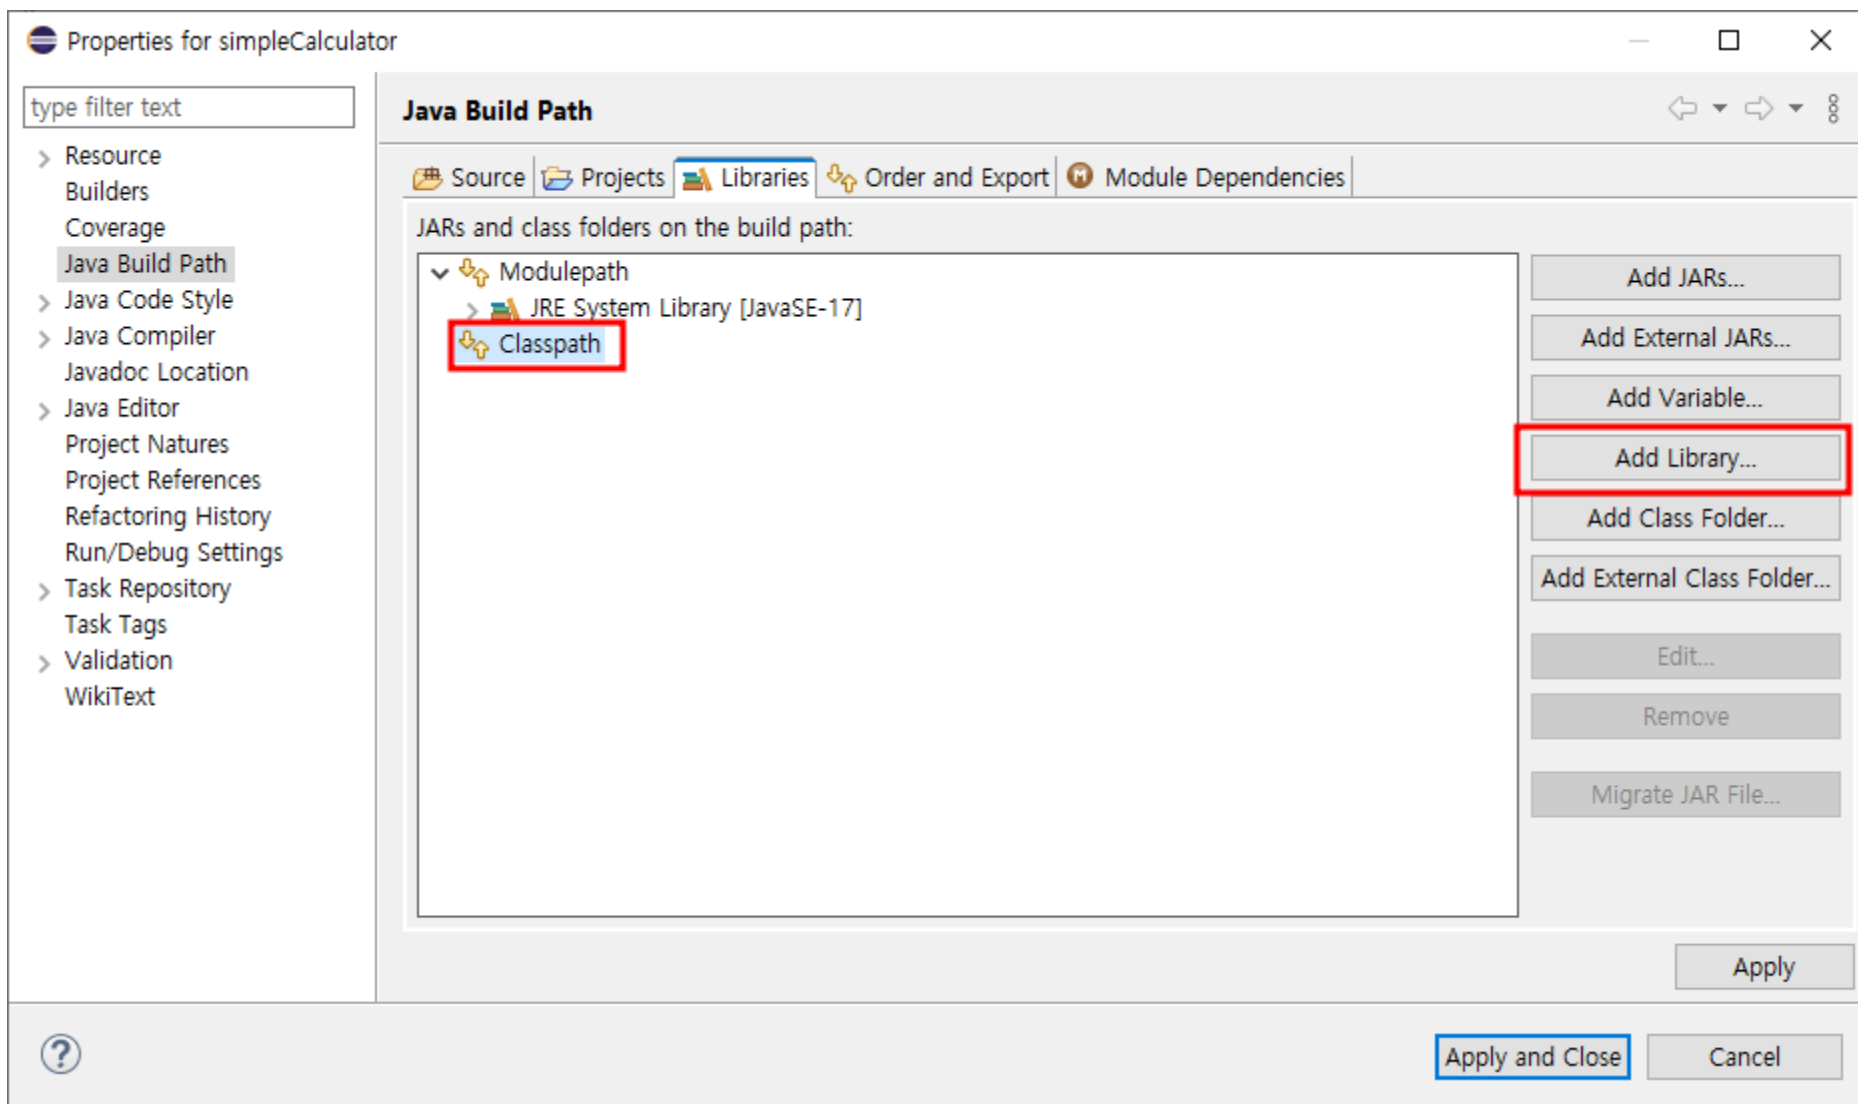 Properties for simpleCalculator
type filter text
Resource
Builders
Coverage
Java Build Path
Java Code Style
Java Compiler
Javadoc Location
Java Editor
Project Natures
Project References
Refactoring History
Run/Debug Settings
Task Repository
Task Tags
Validation
WikiText
Java Build Path
Source Projects Libraries Order and Export M Module Dependencies
JARs and class folders on the build path:
Modulepath
JRE System Library [JavaSE-17]
Classpath
Add JARs...
Add External JARs...
Add Variable...
Add Library...
Add Class Folder...
Add External Class Folder...
Edit...
Remove
Migrate JAR File...
Apply
?
Apply and Close Cancel